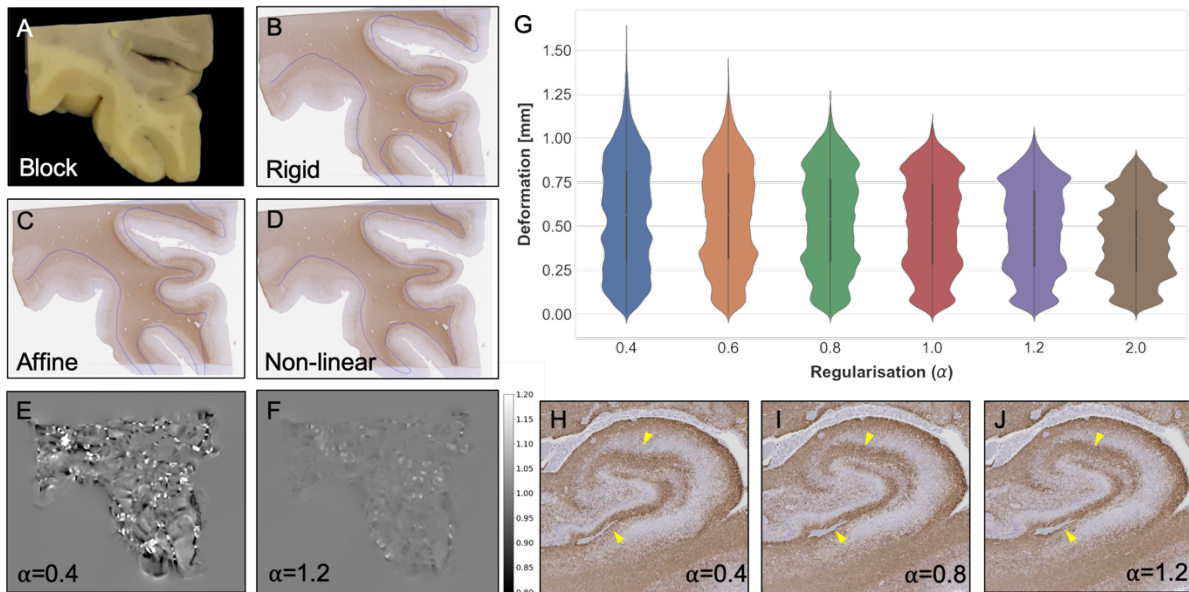 A
Block
B
Rigid
C
Affine
D
Non-linear
E
α=0.4
F
α=1.2
1.20
1.15
1.10
1.05
1.00
0.95
0.90
0.85
0.80
G
Deformation [mm]
1.50
1.25
1.00
0.75
0.50
0.25
0.00
0.4 0.6 0.8 1.0 1.2 2.0
Regularisation (α)
H
α=0.4
I
α=0.8
J
α=1.2